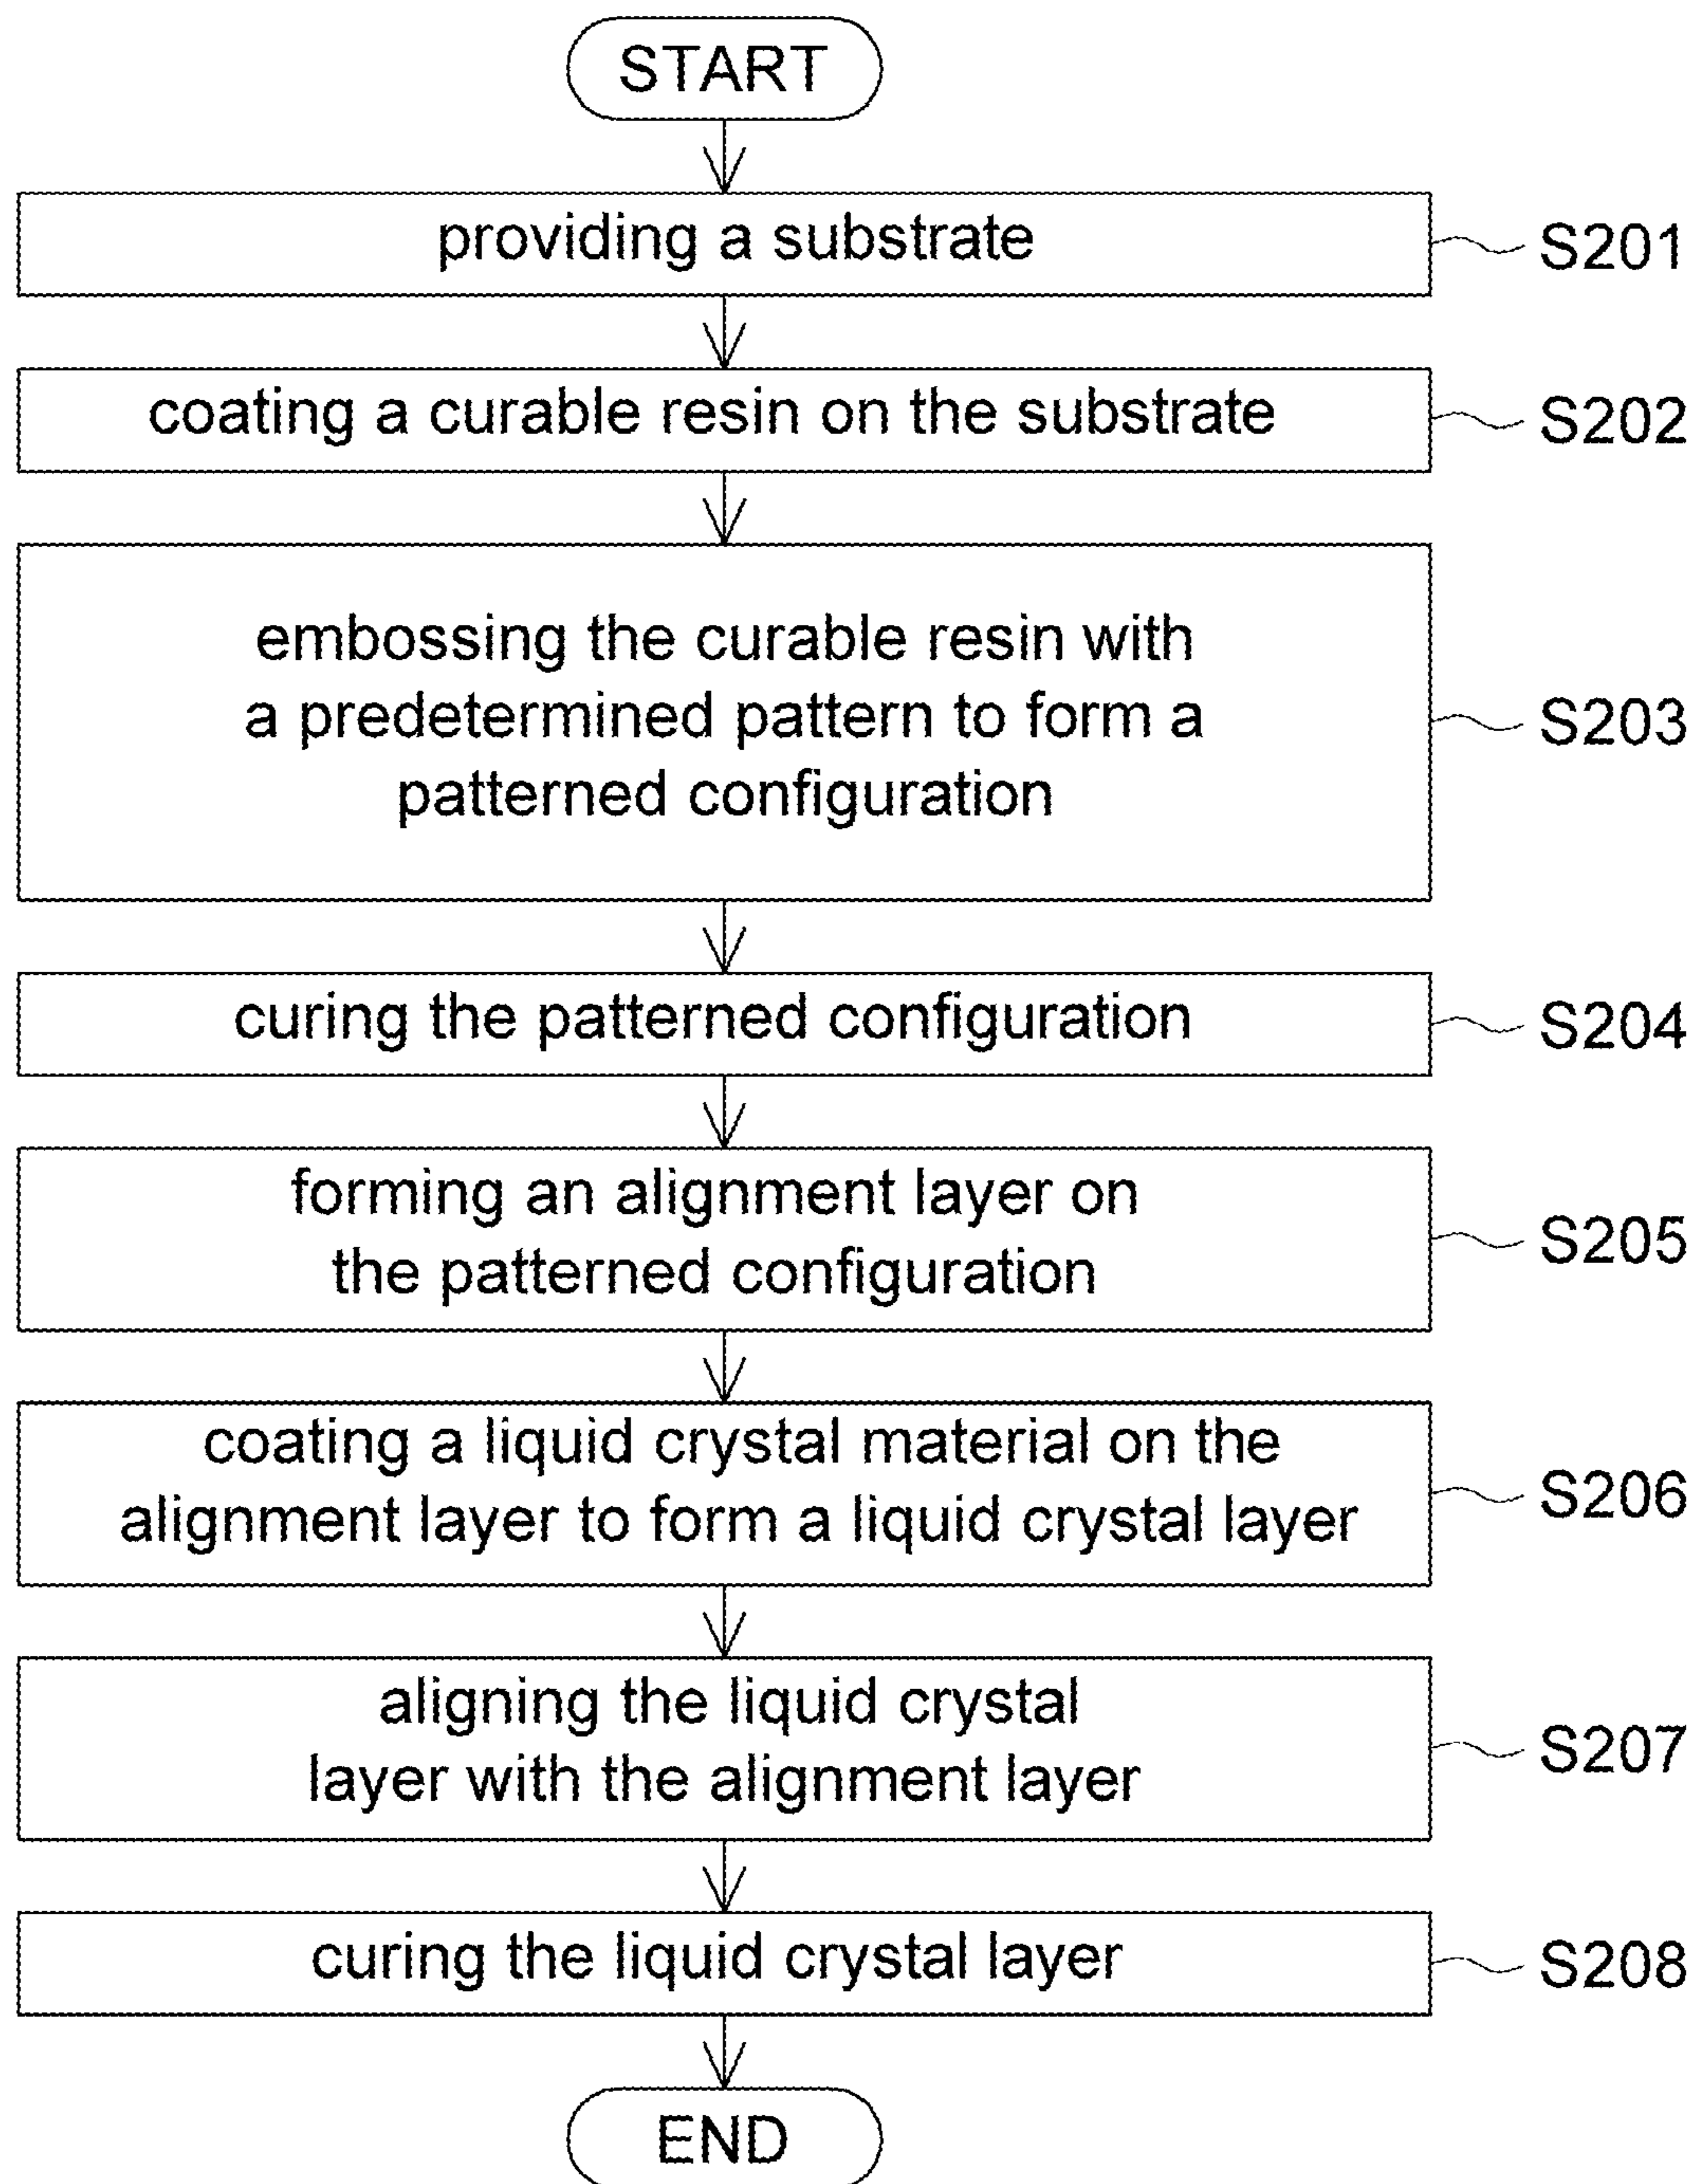 START
providing a substrate
S201
coating a curable resin on the substrate
S202
embossing the curable resin with
a predetermined pattern to form a
patterned configuration
S203
curing the patterned configuration
S204
forming an alignment layer on
the patterned configuration
S205
coating a liquid crystal material on the
alignment layer to form a liquid crystal layer
S206
aligning the liquid crystal
layer with the alignment layer
S207
curing the liquid crystal layer
S208
END